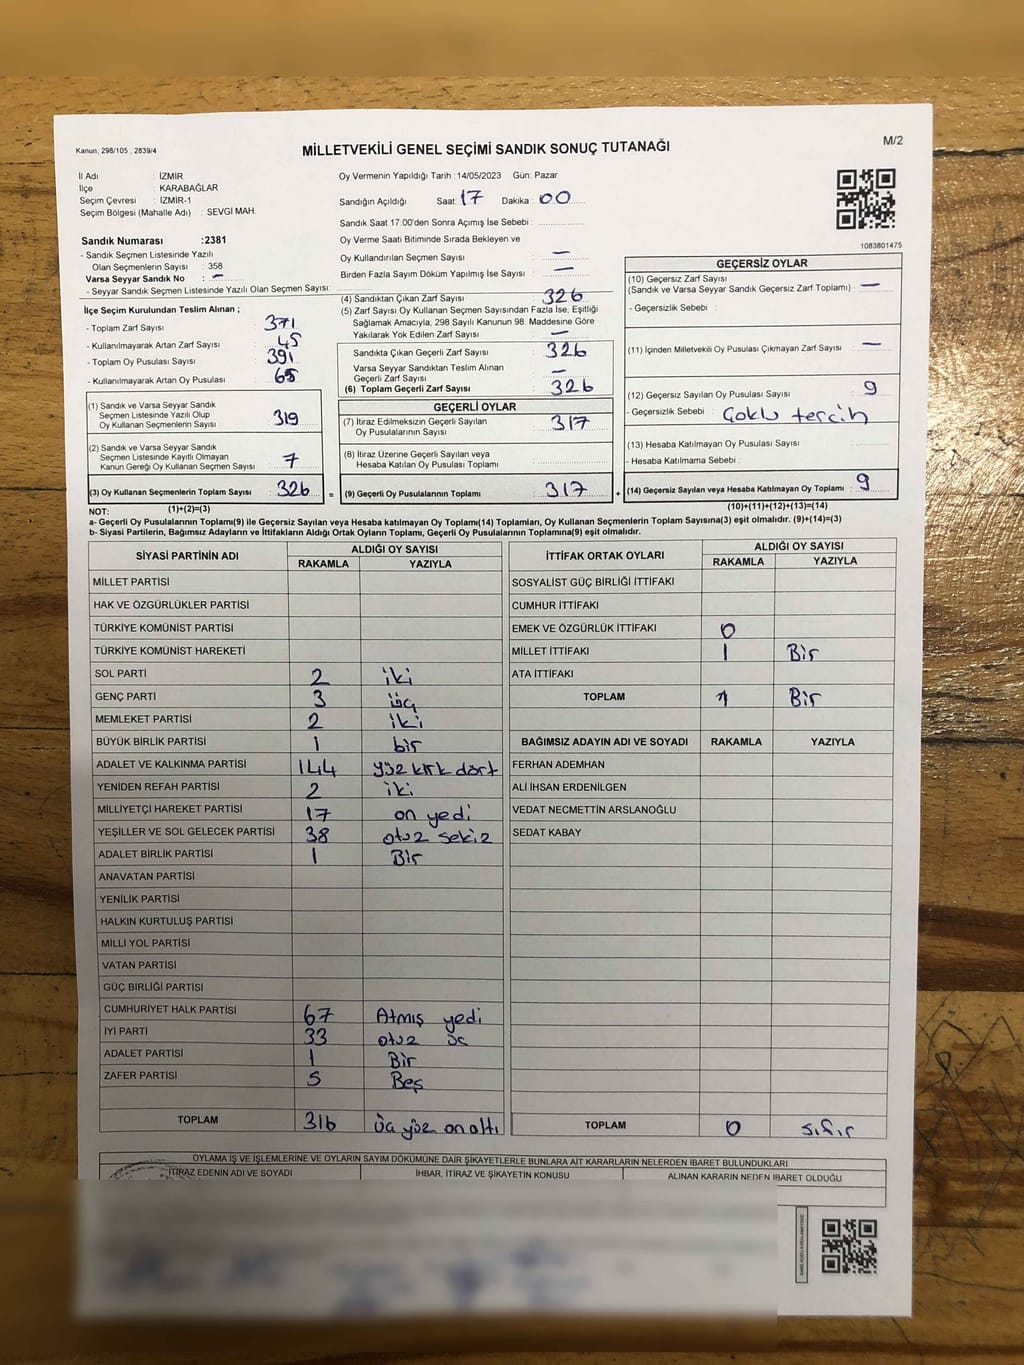 Kanun; 298/105 , 2839/4
MİLLETVEKİLİ GENEL SEÇİMİ SANDIK SONUÇ TUTANAĞI
M/2
İl Adı : İZMİR
İlçe : KARABAĞLAR
Seçim Çevresi : İZMİR-1
Seçim Bölgesi (Mahalle Adı) : SEVGİ MAH.
Oy Vermenin Yapıldığı Tarih :14/05/2023 Gün: Pazar
Sandığın Açıldığı Saat: 17 Dakika : 00
Sandık Saat 17:00'den Sonra Açımış İse Sebebi :
Oy Verme Saati Bitiminde Sırada Bekleyen ve
Oy Kullandırılan Seçmen Sayısı : —
Birden Fazla Sayım Döküm Yapılmış İse Sayısı : —
1083801475
Sandık Numarası :2381
- Sandık Seçmen Listesinde Yazılı
Olan Seçmenlerin Sayısı : 358
Varsa Seyyar Sandık No : —
- Seyyar Sandık Seçmen Listesinde Yazılı Olan Seçmen Sayısı:
İlçe Seçim Kurulundan Teslim Alınan ;
- Toplam Zarf Sayısı 371
- Kullanılmayarak Artan Zarf Sayısı 45
- Toplam Oy Pusulası Sayısı 391
- Kullanılmayarak Artan Oy Pusulası 65
(1) Sandık ve Varsa Seyyar Sandık
Seçmen Listesinde Yazılı Olup
Oy Kullanan Seçmenlerin Sayısı 319
(2) Sandık ve Varsa Seyyar Sandık
Seçmen Listesinde Kayıtlı Olmayan
Kanun Gereği Oy Kullanan Seçmen Sayısı 7
(3) Oy Kullanan Seçmenlerin Toplam Sayısı 326 =
(1)+(2)=(3)
(4) Sandıktan Çıkan Zarf Sayısı 326
(5) Zarf Sayısı Oy Kullanan Seçmen Sayısından Fazla İse, Eşitliği
Sağlamak Amacıyla, 298 Sayılı Kanunun 98. Maddesine Göre
Yakılarak Yok Edilen Zarf Sayısı —
Sandıkta Çıkan Geçerli Zarf Sayısı 326
Varsa Seyyar Sandıktan Teslim Alınan
Geçerli Zarf Sayısı —
(6) Toplam Geçerli Zarf Sayısı 326
GEÇERLİ OYLAR
(7) İtiraz Edilmeksizin Geçerli Sayılan
Oy Pusulalarının Sayısı 317
(8) İtiraz Üzerine Geçerli Sayılan veya
Hesaba Katılan Oy Pusulası Toplamı
(9) Geçerli Oy Pusulalarının Toplamı 317 +
GEÇERSİZ OYLAR
(10) Geçersiz Zarf Sayısı
(Sandık ve Varsa Seyyar Sandık Geçersiz Zarf Toplamı) —
- Geçersizlik Sebebi :
(11) İçinden Milletvekili Oy Pusulası Çıkmayan Zarf Sayısı —
(12) Geçersiz Sayılan Oy Pusulası Sayısı 9
- Geçersizlik Sebebi : Çoklu tercih
(13) Hesaba Katılmayan Oy Pusulası Sayısı
- Hesaba Katılmama Sebebi :
(14) Geçersiz Sayılan veya Hesaba Katılmayan Oy Toplamı 9
(10)+(11)+(12)+(13)=(14)
NOT:
a- Geçerli Oy Pusulalarının Toplamı(9) ile Geçersiz Sayılan veya Hesaba katılmayan Oy Toplamı(14) Toplamları, Oy Kullanan Seçmenlerin Toplam Sayısına(3) eşit olmalıdır. (9)+(14)=(3)
b- Siyasi Partilerin, Bağımsız Adayların ve İttifakların Aldığı Ortak Oyların Toplamı, Geçerli Oy Pusulalarının Toplamına(9) eşit olmalıdır.
SİYASİ PARTİNİN ADI ALDIĞI OY SAYISI
RAKAMLA YAZIYLA
MİLLET PARTİSİ
HAK VE ÖZGÜRLÜKLER PARTİSİ
TÜRKİYE KOMÜNİST PARTİSİ
TÜRKİYE KOMÜNİST HAREKETİ
SOL PARTİ 2 iki
GENÇ PARTİ 3 üç
MEMLEKET PARTİSİ 2 iki
BÜYÜK BİRLİK PARTİSİ 1 bir
ADALET VE KALKINMA PARTİSİ 144 yüz kırk dört
YENİDEN REFAH PARTİSİ 2 iki
MİLLİYETÇİ HAREKET PARTİSİ 17 on yedi
YEŞİLLER VE SOL GELECEK PARTİSİ 38 otuz sekiz
ADALET BİRLİK PARTİSİ 1 Bir
ANAVATAN PARTİSİ
YENİLİK PARTİSİ
HALKIN KURTULUŞ PARTİSİ
MİLLİ YOL PARTİSİ
VATAN PARTİSİ
GÜÇ BİRLİĞİ PARTİSİ
CUMHURİYET HALK PARTİSİ 67 Atmış yedi
İYİ PARTİ 33 otuz üç
ADALET PARTİSİ 1 Bir
ZAFER PARTİSİ 5 Beş
TOPLAM 316 üç yüz on altı
İTTİFAK ORTAK OYLARI ALDIĞI OY SAYISI
RAKAMLA YAZIYLA
SOSYALİST GÜÇ BİRLİĞİ İTTİFAKI
CUMHUR İTTİFAKI
EMEK VE ÖZGÜRLÜK İTTİFAKI 0
MİLLET İTTİFAKI 1 Bir
ATA İTTİFAKI
TOPLAM 1 Bir
BAĞIMSIZ ADAYIN ADI VE SOYADI RAKAMLA YAZIYLA
FERHAN ADEMHAN
ALİ İHSAN ERDENİLGEN
VEDAT NECMETTİN ARSLANOĞLU
SEDAT KABAY
TOPLAM 0 sıfır
OYLAMA İŞ VE İŞLEMLERİNE VE OYLARIN SAYIM DÖKÜMÜNE DAİR ŞİKAYETLERLE BUNLARA AİT KARARLARIN NELERDEN İBARET BULUNDUKLARI
İTİRAZ EDENİN ADI VE SOYADI İHBAR, İTİRAZ VE ŞİKAYETİN KONUSU ALINAN KARARIN NEDEN İBARET OLDUĞU